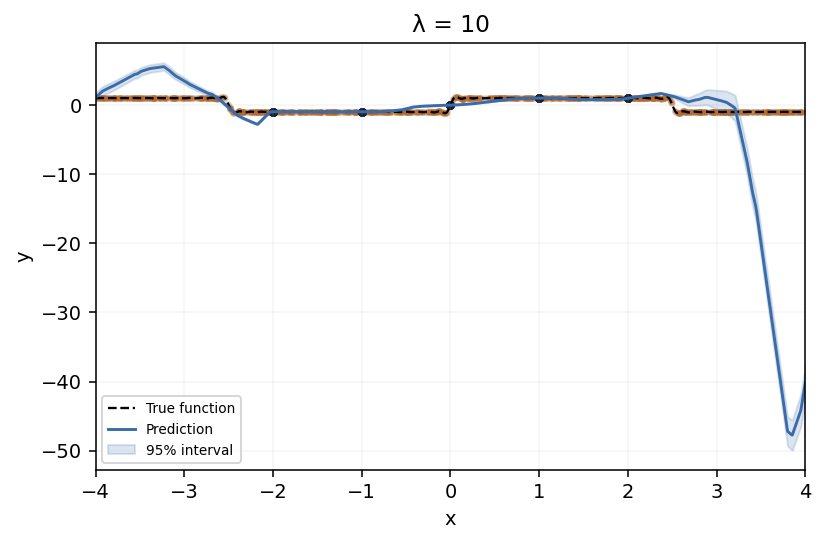 λ = 10
y
0
−10
−20
−30
−40
−50
True function
Prediction
95% interval
−4 −3 −2 −1 0 1 2 3 4
x